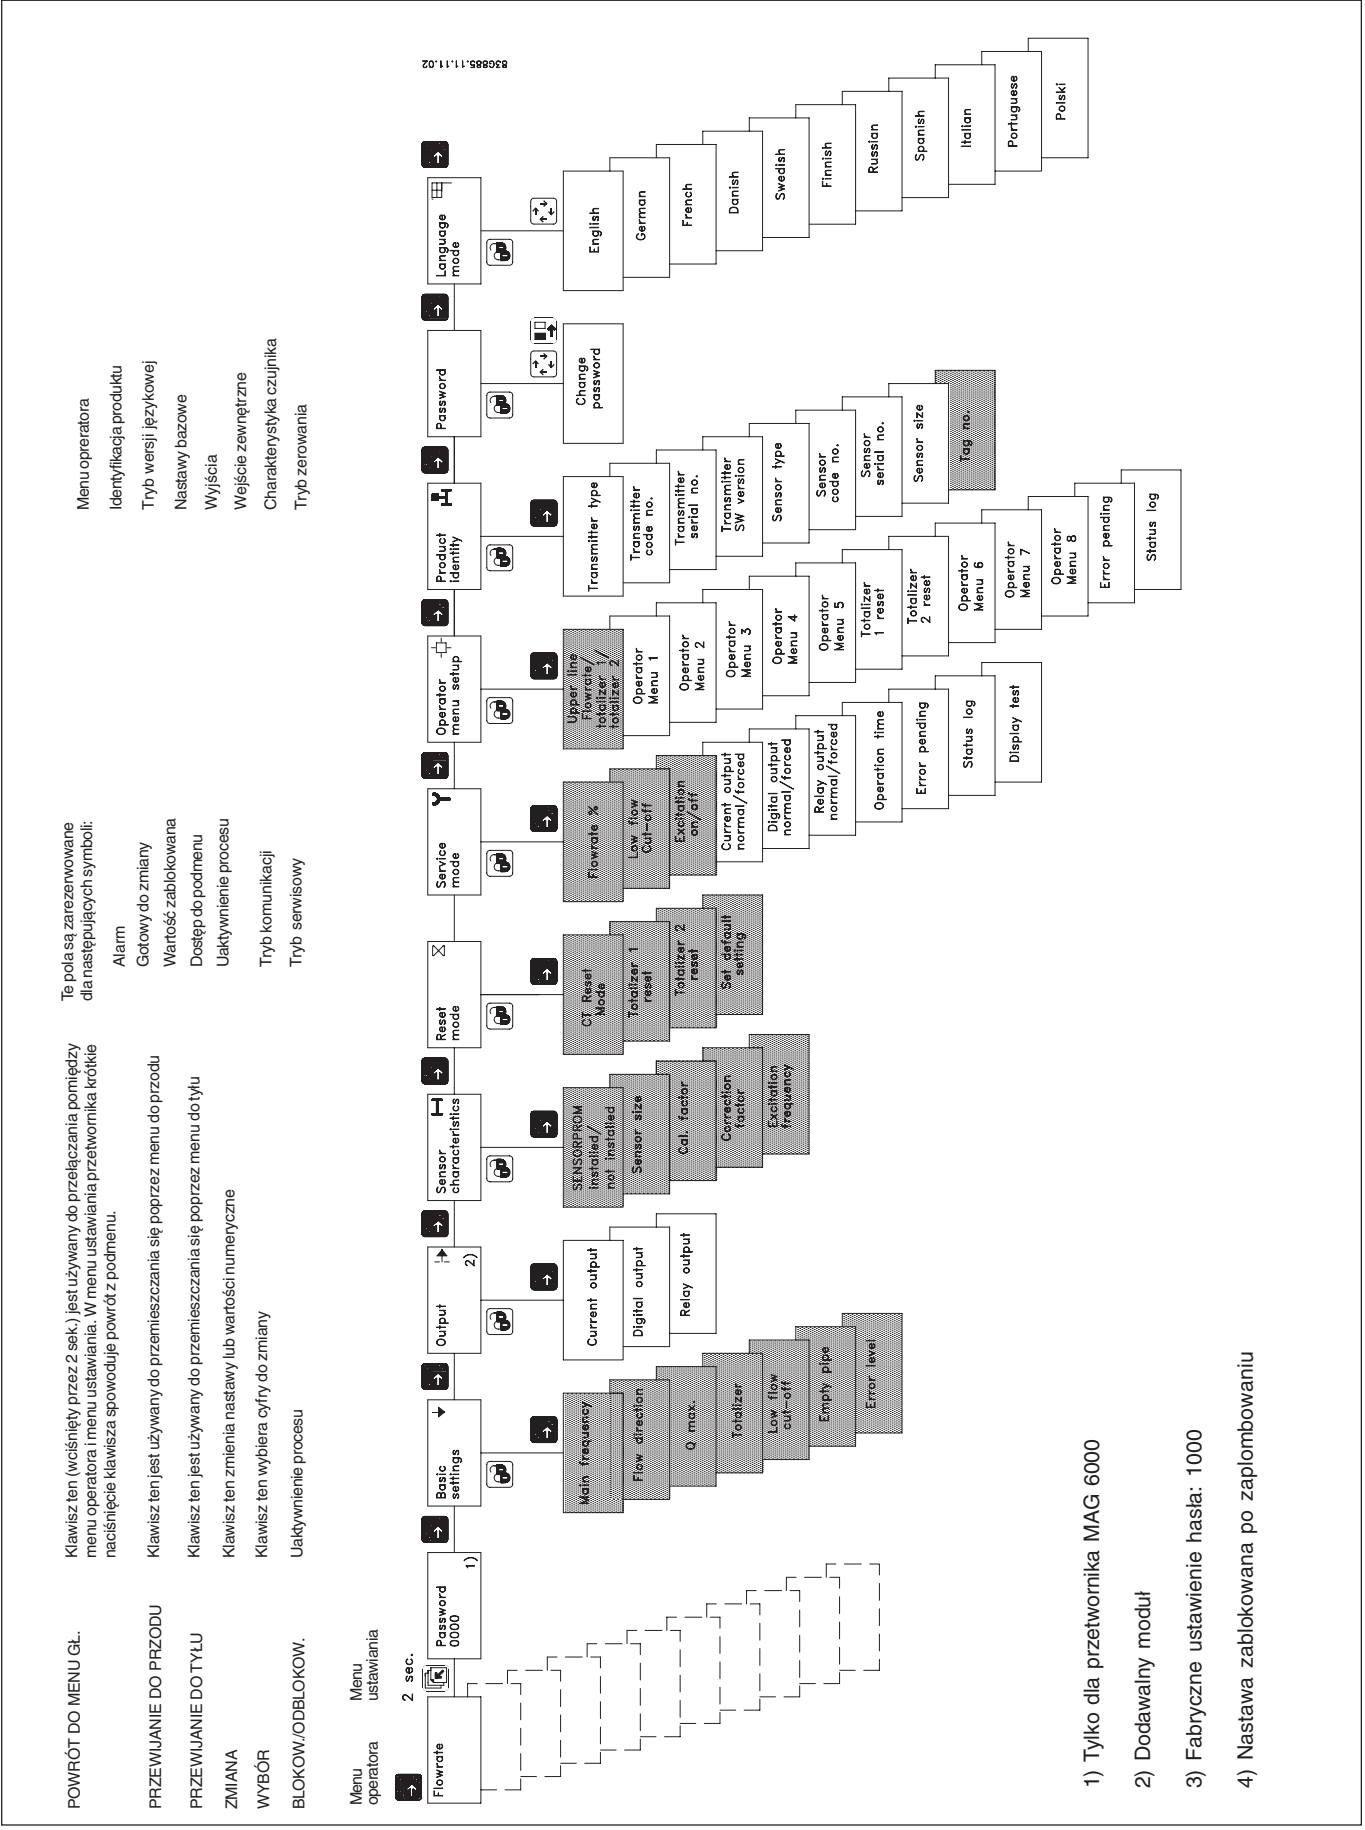 POWRÓT DO MENU GŁ.
Klawisz ten (wciśnięty przez 2 sek.) jest używany do przełączania pomiędzy
menu operatora i menu ustawiania. W menu ustawiania przetwornika krótkie
naciśnięcie klawisza spowoduje powrót z podmenu.
PRZEWIJANIE DO PRZODU
Klawisz ten jest używany do przemieszczania się poprzez menu do przodu
PRZEWIJANIE DO TYŁU
Klawisz ten jest używany do przemieszczania się poprzez menu do tyłu
ZMIANA
Klawisz ten zmienia nastawy lub wartości numeryczne
WYBÓR
Klawisz ten wybiera cyfry do zmiany
BLOKOW./ODBLOKOW.
Uaktywnienie procesu
Te pola są zarezerwowane
dla następujących symboli:
Alarm
Gotowy do zmiany
Wartość zablokowana
Dostęp do podmenu
Uaktywnienie procesu
Tryb komunikacji
Tryb serwisowy
Menu opreratora
Identyfikacja produktu
Tryb wersji językowej
Nastawy bazowe
Wyjścia
Wejście zewnętrzne
Charakterystyka czujnika
Tryb zerowania
Menu
operatora
Menu
ustawiania
2 sec.
Flowrate
Password
0000
1)
Basic
settings
Main frequency
Flow direction
Q max.
Totalizer
Low flow
cut-off
Empty pipe
Error level
Output
2)
Current output
Digital output
Relay output
Sensor
characteristics
SENSORPROM
installed/
not installed
Sensor size
Cal. factor
Correction
factor
Excitation
frequency
Reset
mode
CT Reset
Mode
Totalizer 1
reset
Totalizer 2
reset
Set default
setting
Service
mode
Flowrate %
Low flow
Cut-off
Excitation
on/off
Current output
normal/forced
Digital output
normal/forced
Relay output
normal/forced
Operation time
Error pending
Status log
Display test
Operator
menu setup
Upper line
Flowrate/
totalizer 1/
totalizer 2
Operator
Menu 1
Operator
Menu 2
Operator
Menu 3
Operator
Menu 4
Operator
Menu 5
Totalizer
1 reset
Totalizer
2 reset
Operator
Menu 6
Operator
Menu 7
Operator
Menu 8
Error pending
Status log
Product
identity
Transmitter type
Transmitter
code no.
Transmitter
serial no.
Transmitter
SW version
Sensor type
Sensor
code no.
Sensor
serial no.
Sensor size
Tag no.
Password
Change
password
Language
mode
English
German
French
Danish
Swedish
Finnish
Russian
Spanish
Italian
Portuguese
Polski
83G885.11.11.02
1) Tylko dla przetwornika MAG 6000
2) Dodawalny moduł
3) Fabryczne ustawienie hasła: 1000
4) Nastawa zablokowana po zaplombowaniu